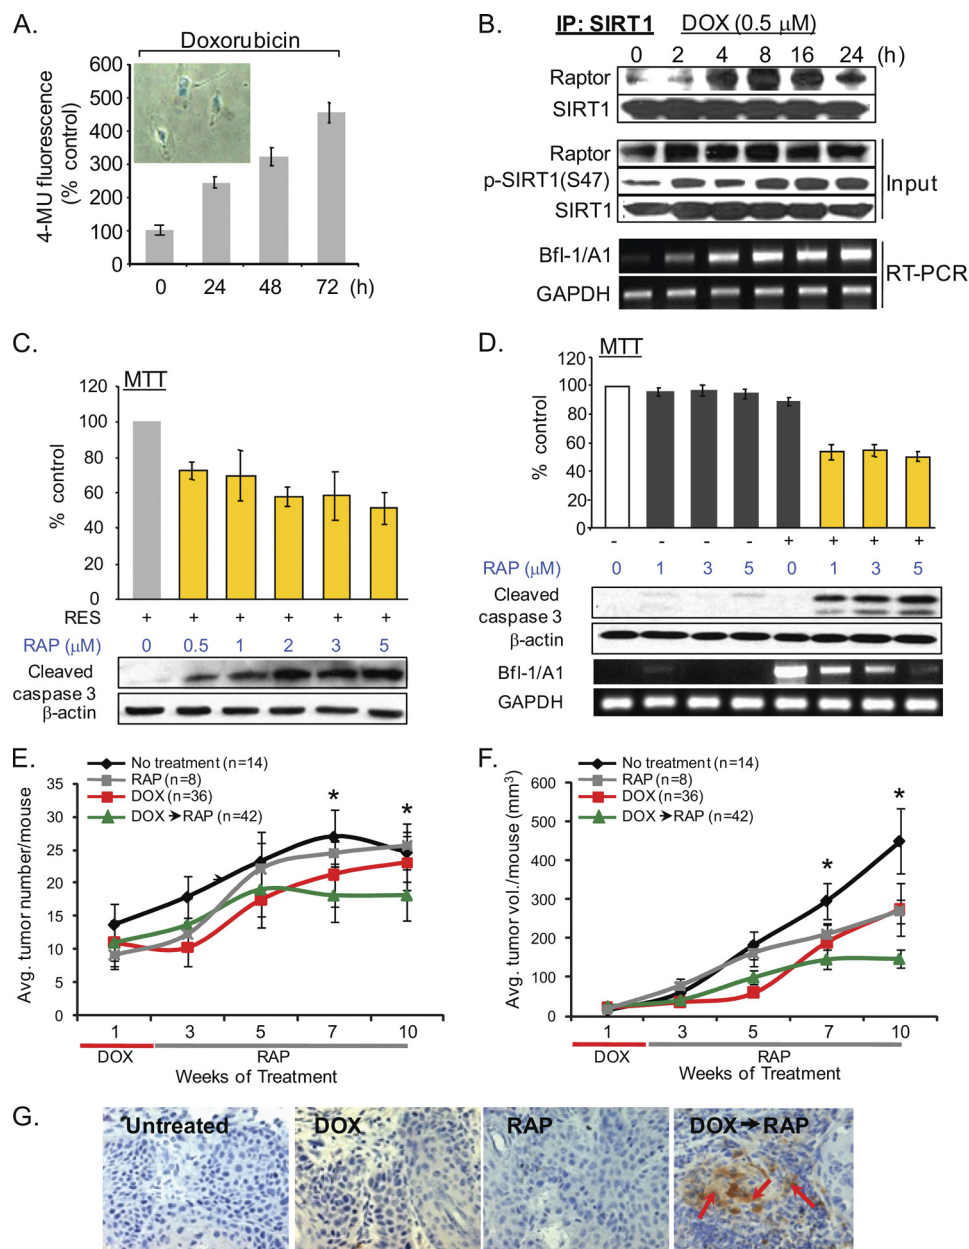 A.
Doxorubicin
4-MU fluorescence
(% control)
600
500
400
300
200
100
0
0 24 48 72 (h)
B.
IP: SIRT1 DOX (0.5 μM)
0 2 4 8 16 24 (h)
Raptor
SIRT1
Raptor
p-SIRT1(S47)
SIRT1
Input
Bfl-1/A1
GAPDH
RT-PCR
C.
MTT
% control
120
100
80
60
40
20
0
RES + + + + + +
RAP (μM) 0 0.5 1 2 3 5
Cleaved
caspase 3
β-actin
D.
MTT
% control
120
100
80
60
40
20
0
- - - - + + + +
RAP (μM) 0 1 3 5 0 1 3 5
Cleaved
caspase 3
β-actin
Bfl-1/A1
GAPDH
E.
No treatment (n=14)
RAP (n=8)
DOX (n=36)
DOX ➔ RAP (n=42)
Avg. tumor number/mouse
35
30
25
20
15
10
5
0
* *
1 3 5 7 10
DOX RAP
Weeks of Treatment
F.
No treatment (n=14)
RAP (n=8)
DOX (n=36)
DOX ➔ RAP (n=42)
Avg. tumor vol./mouse (mm³)
600
500
400
300
200
100
0
* *
1 3 5 7 10
DOX RAP
Weeks of Treatment
G.
Untreated DOX RAP DOX ➔ RAP